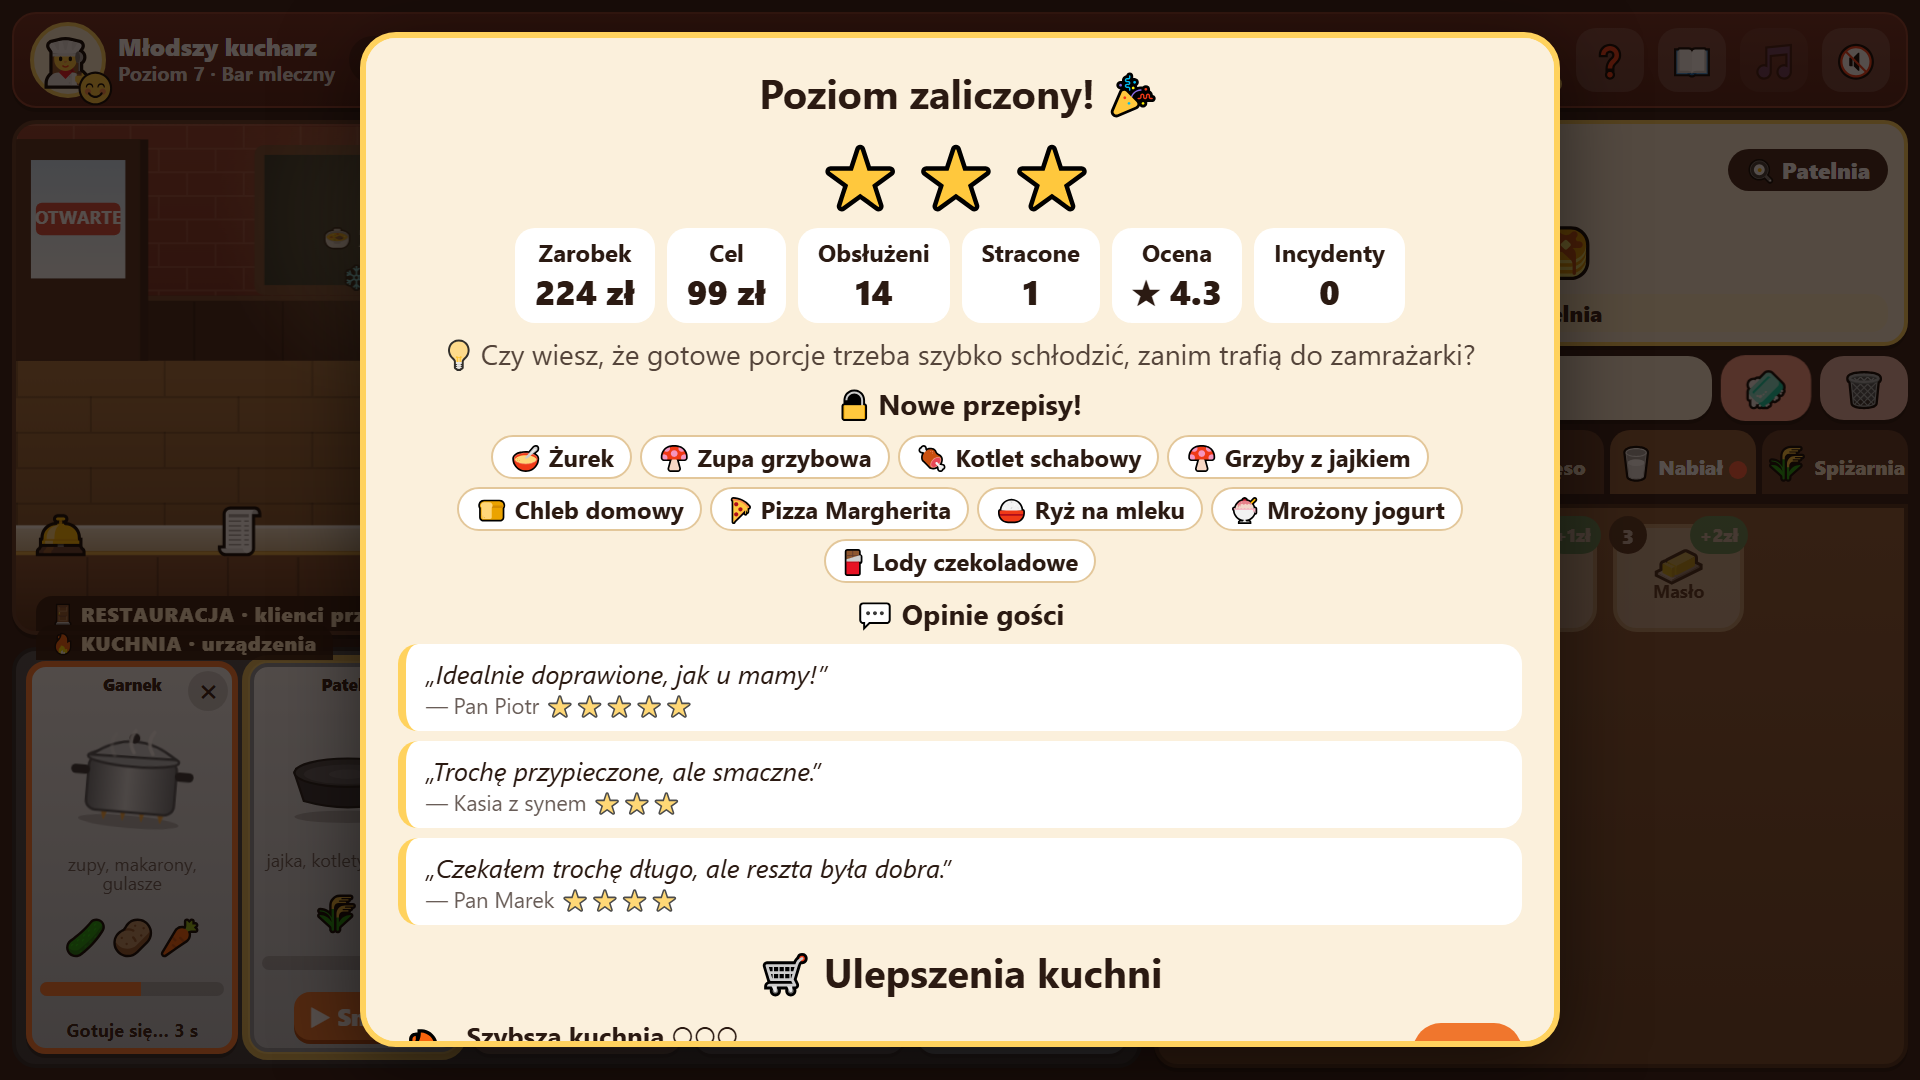 Młodszy kucharz
Poziom 7 · Bar mleczny
OTWARTE
Patelnia
Nabiał
Spiżarnia
+1zł
3
+2zł
Masło
RESTAURACJA · klienci
KUCHNIA · urządzenia
Garnek
zupy, makarony,
gulasze
Gotuje się... 3 s
Poziom zaliczony!
Zarobek
224 zł
Cel
99 zł
Obsłużeni
14
Stracone
1
Ocena
★ 4.3
Incydenty
0
Czy wiesz, że gotowe porcje trzeba szybko schłodzić, zanim trafią do zamrażarki?
Nowe przepisy!
Żurek
Zupa grzybowa
Kotlet schabowy
Grzyby z jajkiem
Chleb domowy
Pizza Margherita
Ryż na mleku
Mrożony jogurt
Lody czekoladowe
Opinie gości
„Idealnie doprawione, jak u mamy!”
— Pan Piotr
„Trochę przypieczone, ale smaczne.”
— Kasia z synem
„Czekałem trochę długo, ale reszta była dobra.”
— Pan Marek
Ulepszenia kuchni
Szybsza kuchnia